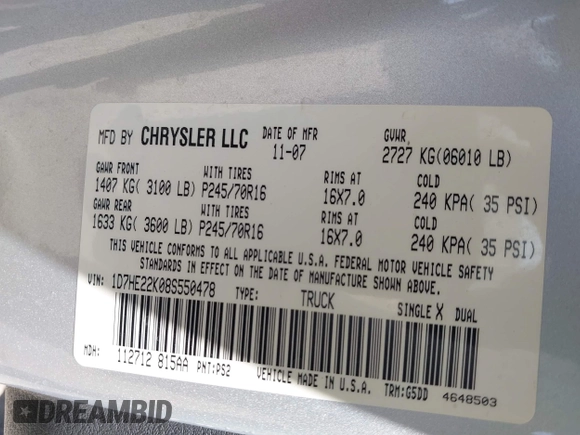 MFD BY CHRYSLER LLC DATE OF MFR 11-07 GVWR 2727 KG(06010 LB)
GAWR FRONT WITH TIRES RIMS AT COLD
1407 KG( 3100 LB) P245/70R16 16X7.0 240 KPA( 35 PSI)
GAWR REAR WITH TIRES RIMS AT COLD
1633 KG( 3600 LB) P245/70R16 16X7.0 240 KPA( 35 PSI)
THIS VEHICLE CONFORMS TO ALL APPLICABLE U.S.A. FEDERAL MOTOR VEHICLE SAFETY
STANDARDS IN EFFECT ON THE DATE OF MANUFACTURE SHOWN ABOVE.
VIN: 1D7HE22K08S550478 TYPE: TRUCK SINGLE X DUAL
MDH: 112712 815AA PNT:PS2 VEHICLE MADE IN U.S.A. TRM:G5DD 4648503
DREAMBID